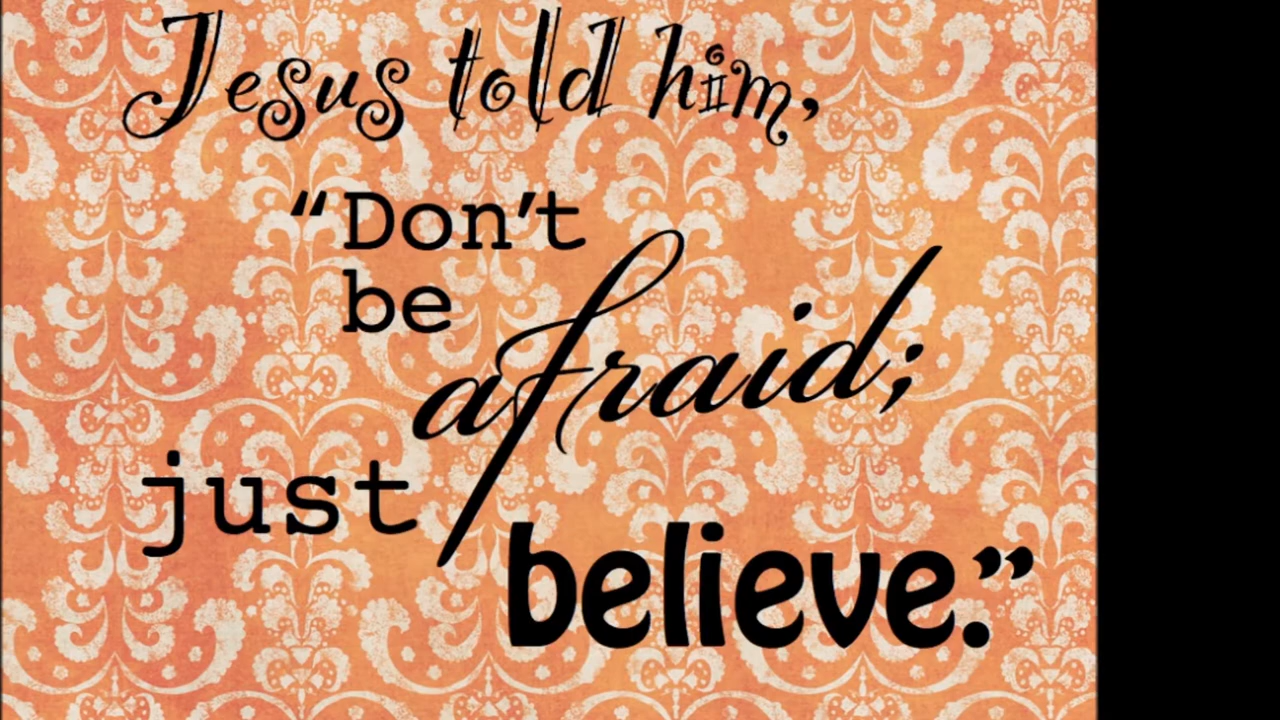 Jesus told him,
“Don’t
be
afraid;
just
believe.”